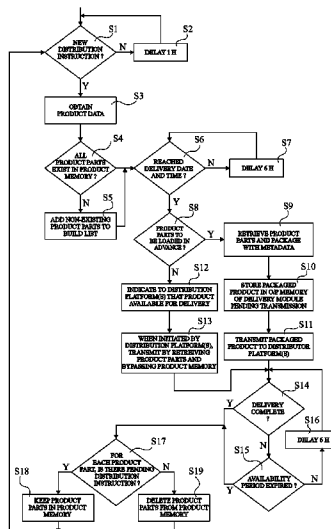 S1
NEW
DISTRIBUTION
INSTRUCTION ?
N
S2
DELAY 1 H
Y
S3
OBTAIN
PRODUCT DATA
S4
ALL
PRODUCT PARTS
EXIST IN PRODUCT
MEMORY ?
S5
ADD NON-EXISTING
PRODUCT PARTS TO
BUILD LIST
S6
REACHED
DELIVERY DATE
AND TIME ?
N
S7
DELAY 6 H
Y
S8
PRODUCT
PARTS TO
BE LOADED IN
ADVANCE ?
Y
S9
RETRIEVE PRODUCT
PARTS AND PACKAGE
WITH METADATA
S10
STORE PACKAGED
PRODUCT IN O/P MEMORY
OF DELIVERY MODULE
PENDING TRANSMISSION
S11
TRANSMIT PACKAGED
PRODUCT TO DISTRIBUTOR
PLATFORM(S)
N
S12
INDICATE TO DISTRIBUTION
PLATFORM(S) THAT PRODUCT
AVAILABLE FOR DELIVERY
S13
WHEN INITIATED BY
DISTRIBUTION PLATFORM(S),
TRANSMIT BY RETRIEVING
PRODUCT PARTS AND
BYPASSING PRODUCT MEMORY
S14
DELIVERY
COMPLETE
?
Y
N
S15
AVAILABILITY
PERIOD EXPIRED ?
Y
N
S16
DELAY 6 H
S17
FOR
EACH PRODUCT
PART, IS THERE PENDING
DISTRIBUTION
INSTRUCTION ?
Y
N
S18
KEEP PRODUCT
PARTS IN PRODUCT
MEMORY
S19
DELETE PRODUCT
PARTS FROM PRODUCT
MEMORY